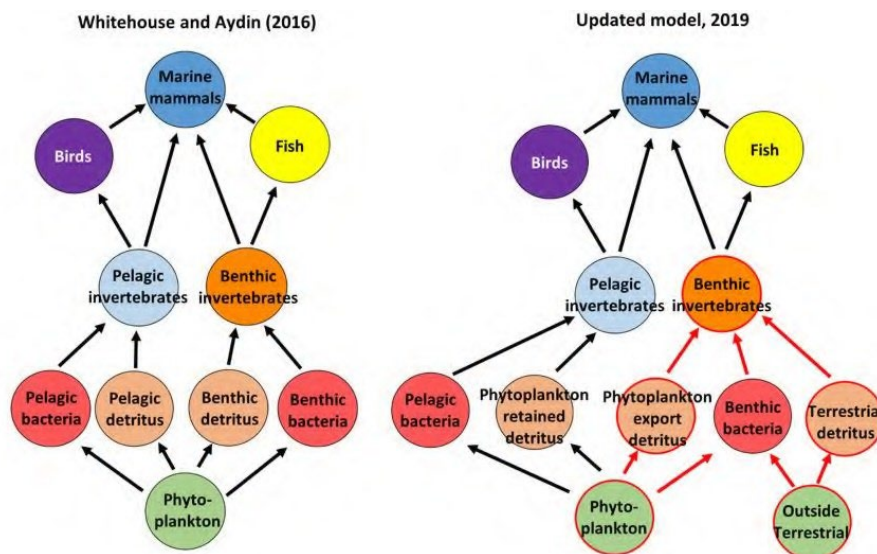 Whitehouse and Aydin (2016)
Marine
mammals
Birds
Fish
Pelagic
invertebrates
Benthic
invertebrates
Pelagic
bacteria
Pelagic
detritus
Benthic
detritus
Benthic
bacteria
Phyto-
plankton
Updated model, 2019
Marine
mammals
Birds
Fish
Pelagic
invertebrates
Benthic
invertebrates
Pelagic
bacteria
Phytoplankton
retained
detritus
Phytoplankton
export
detritus
Benthic
bacteria
Terrestrial
detritus
Phyto-
plankton
Outside
Terrestrial